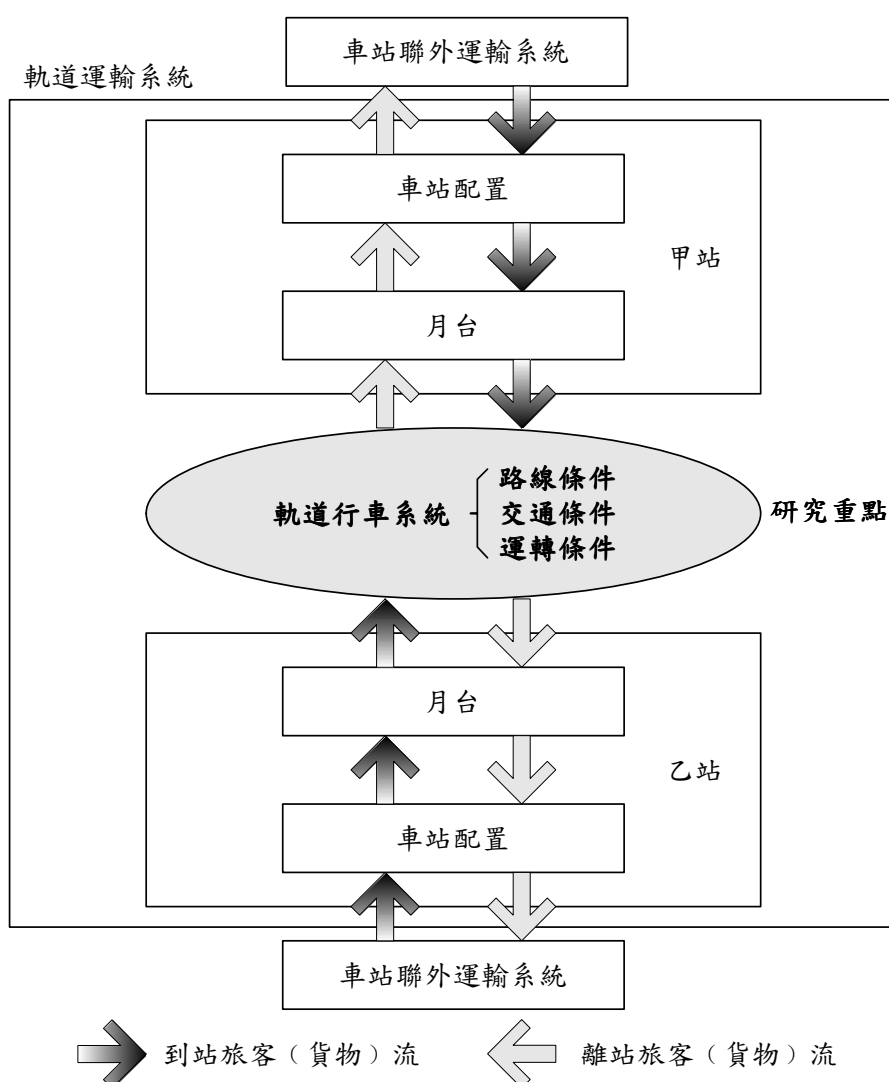 車站聯外運輸系統
軌道運輸系統
車站配置
甲站
月台
軌道行車系統
路線條件
交通條件
運轉條件
研究重點
月台
乙站
車站配置
車站聯外運輸系統
到站旅客（貨物）流
離站旅客（貨物）流